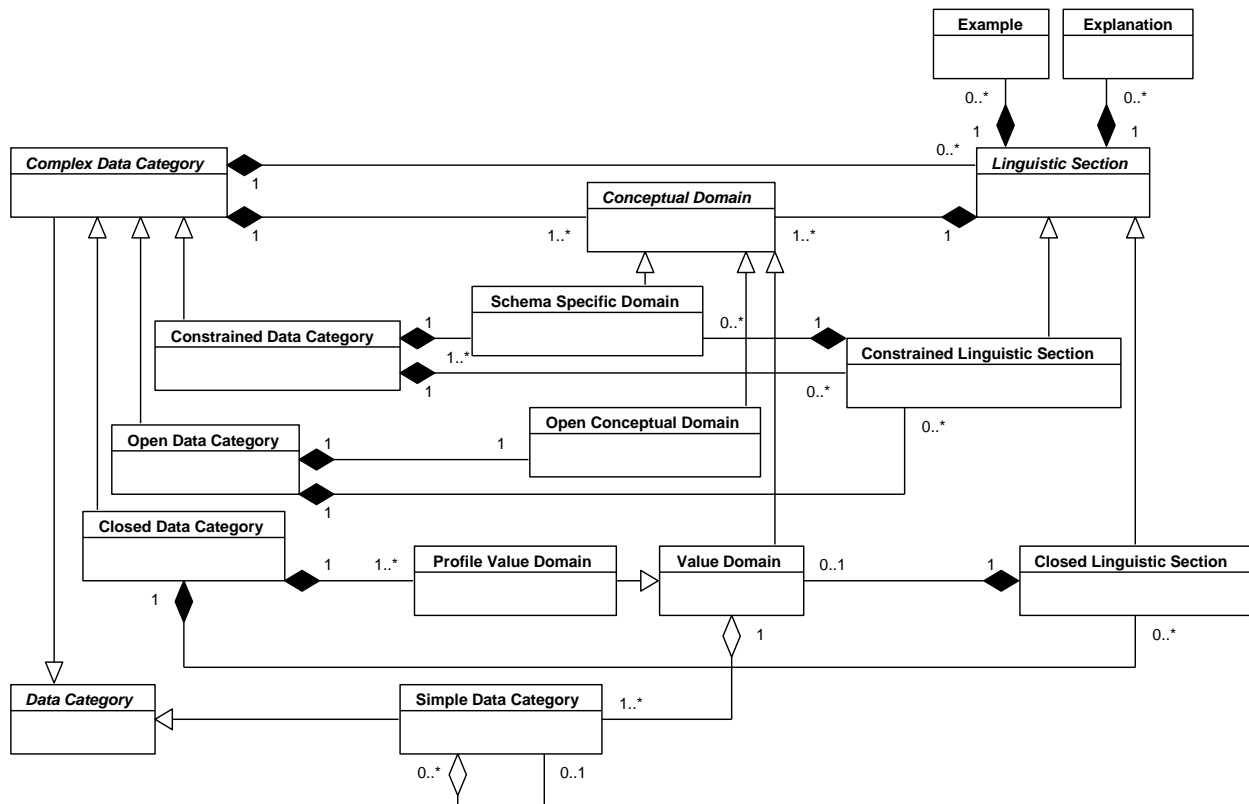 Example
Explanation
0..*
0..*
1
1
Complex Data Category
0..*
Linguistic Section
1
Conceptual Domain
1
1..*
1..*
1
Schema Specific Domain
Constrained Data Category
1
0..*
1
Constrained Linguistic Section
1..*
1
0..*
Open Conceptual Domain
0..*
Open Data Category
1
1
1
Closed Data Category
1
1..*
Profile Value Domain
Value Domain
0..1
1
Closed Linguistic Section
1
1
0..*
Data Category
Simple Data Category
1..*
0..*
0..1